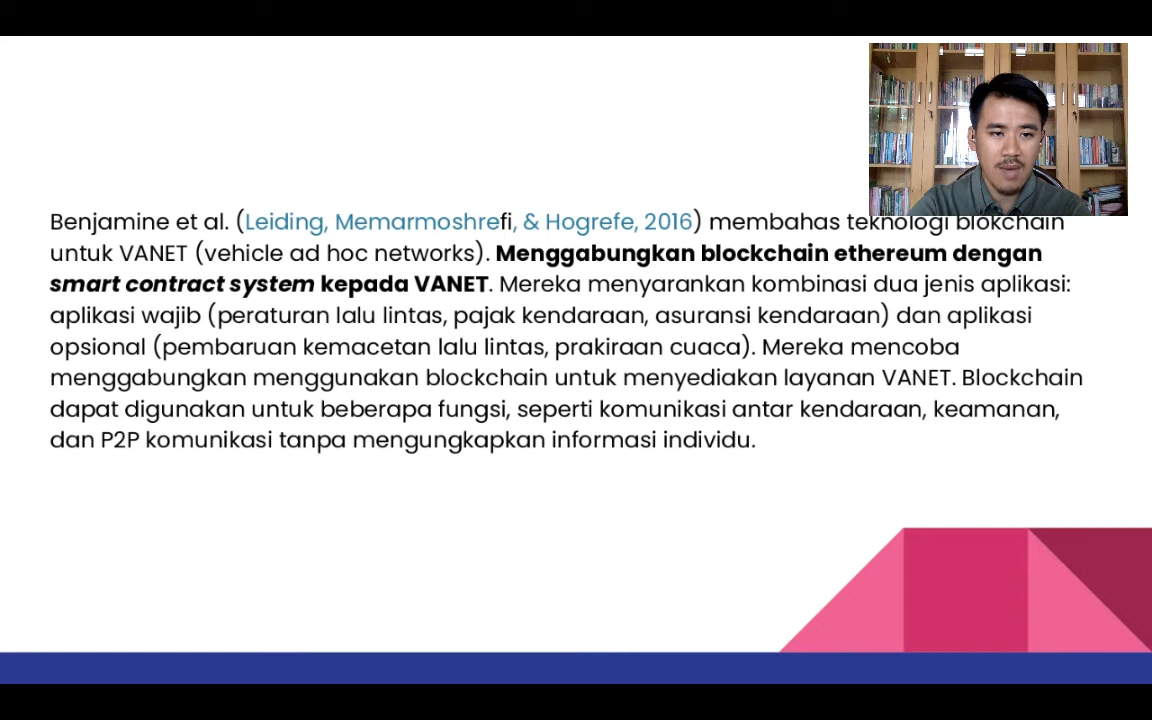 Benjamine et al. (Leiding, Memarmoshrefi, & Hogrefe, 2016) membahas teknologi blokchain
untuk VANET (vehicle ad hoc networks). Menggabungkan blockchain ethereum dengan
smart contract system kepada VANET. Mereka menyarankan kombinasi dua jenis aplikasi:
aplikasi wajib (peraturan lalu lintas, pajak kendaraan, asuransi kendaraan) dan aplikasi
opsional (pembaruan kemacetan lalu lintas, prakiraan cuaca). Mereka mencoba
menggabungkan menggunakan blockchain untuk menyediakan layanan VANET. Blockchain
dapat digunakan untuk beberapa fungsi, seperti komunikasi antar kendaraan, keamanan,
dan P2P komunikasi tanpa mengungkapkan informasi individu.